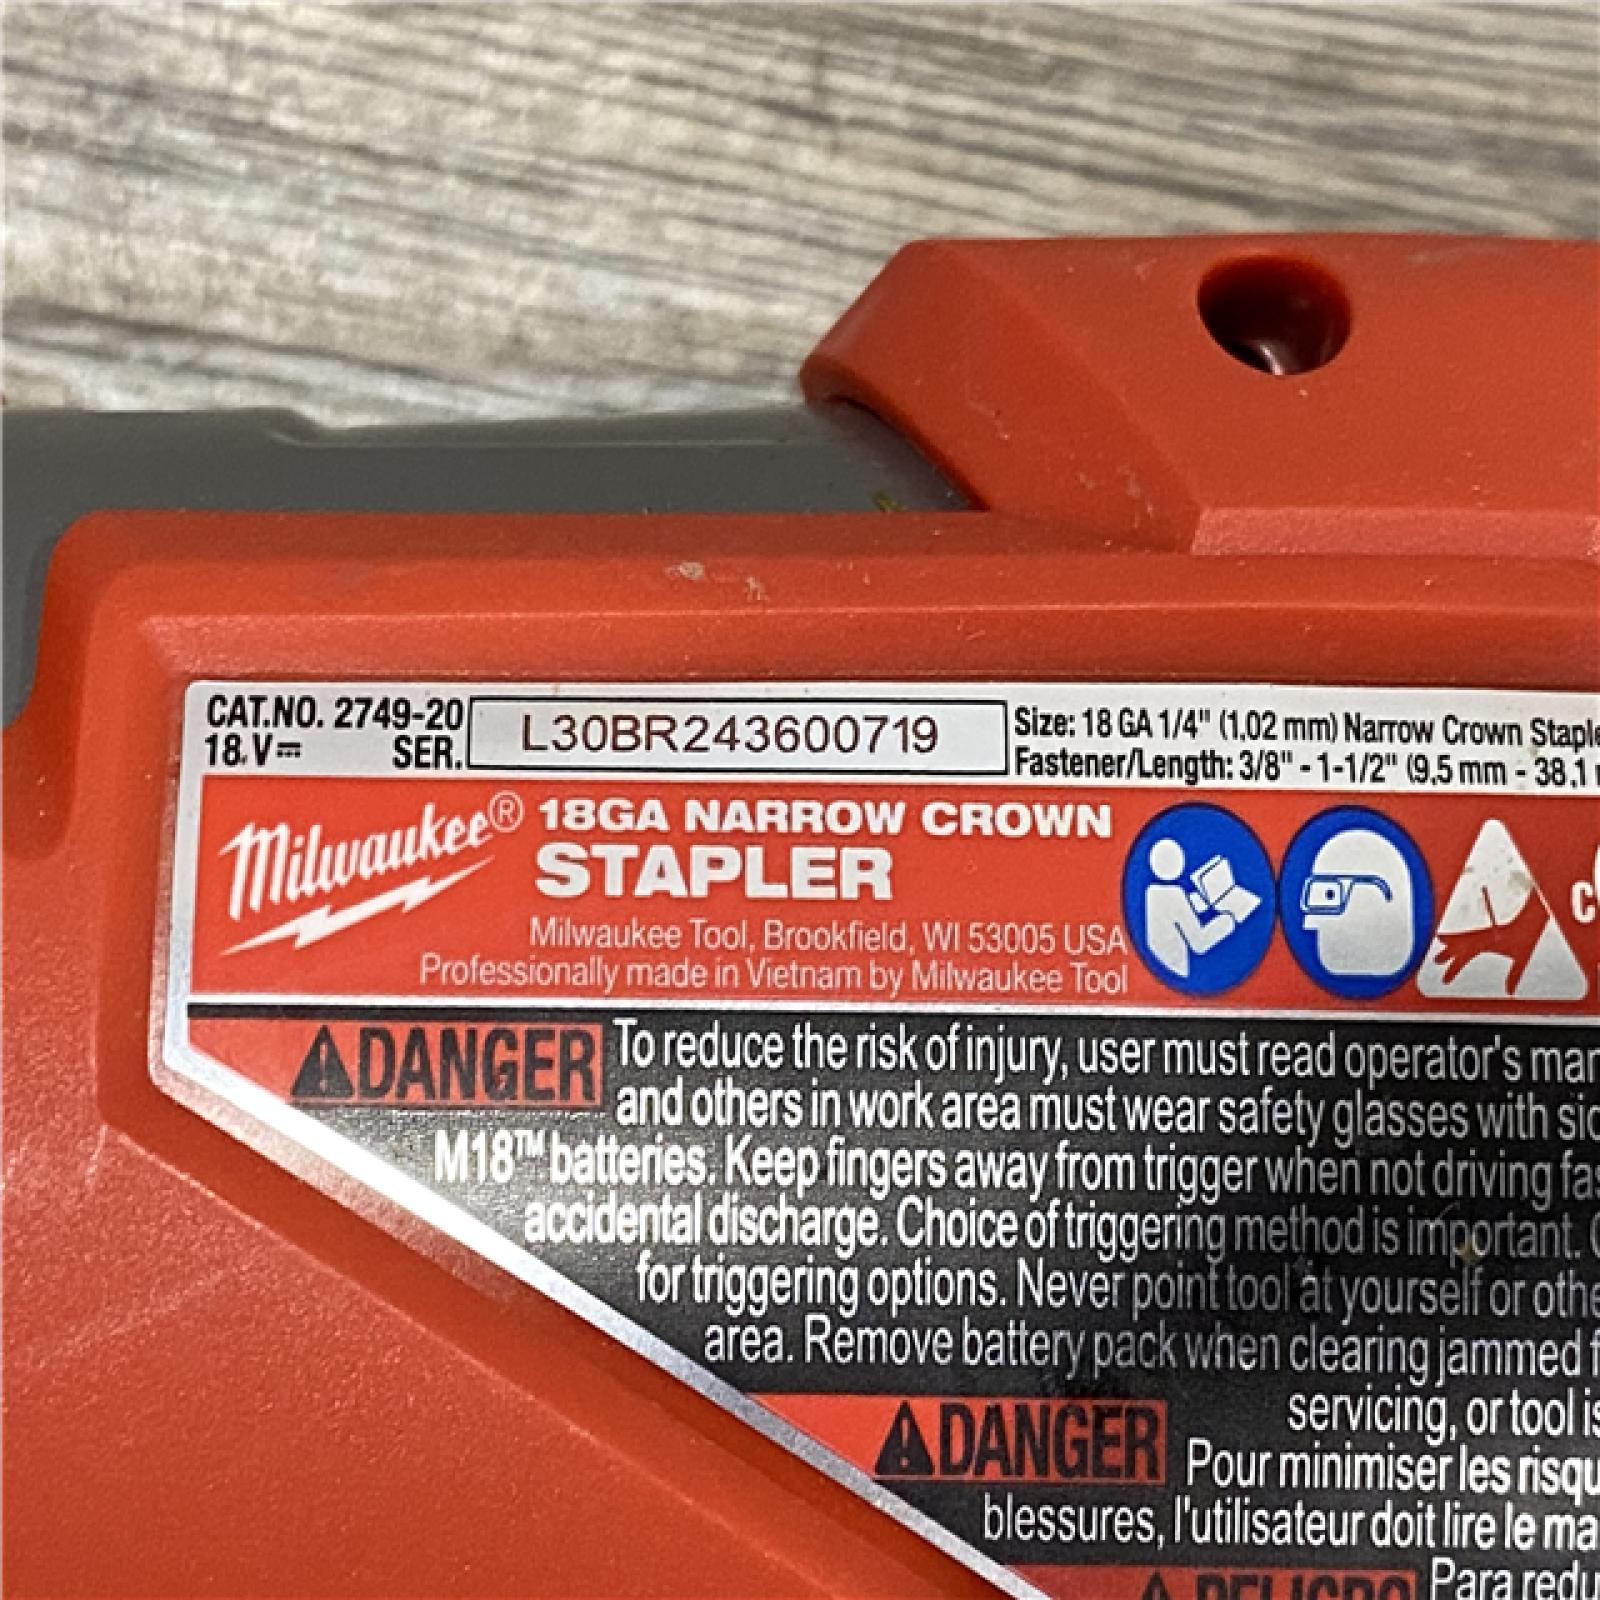 CAT.NO. 2749-20
18 V⎓ SER. L30BR243600719
Size: 18 GA 1/4" (1,02 mm) Narrow Crown
Fastener/Length: 3/8" - 1-1/2" (9,5 mm - 38,1
Milwaukee® 18GA NARROW CROWN
STAPLER
Milwaukee Tool, Brookfield, WI 53005 USA
Professionally made in Vietnam by Milwaukee Tool
DANGER To reduce the risk of injury, user must read operator's
and others in work area must wear safety glasses with
M18™ batteries. Keep fingers away from trigger when not driving
accidental discharge. Choice of triggering method is important.
for triggering options. Never point tool at yourself or
area. Remove battery pack when clearing jammed
servicing, or tool
DANGER Pour minimiser les
blessures, l'utilisateur doit lire le
PELIGRO Para